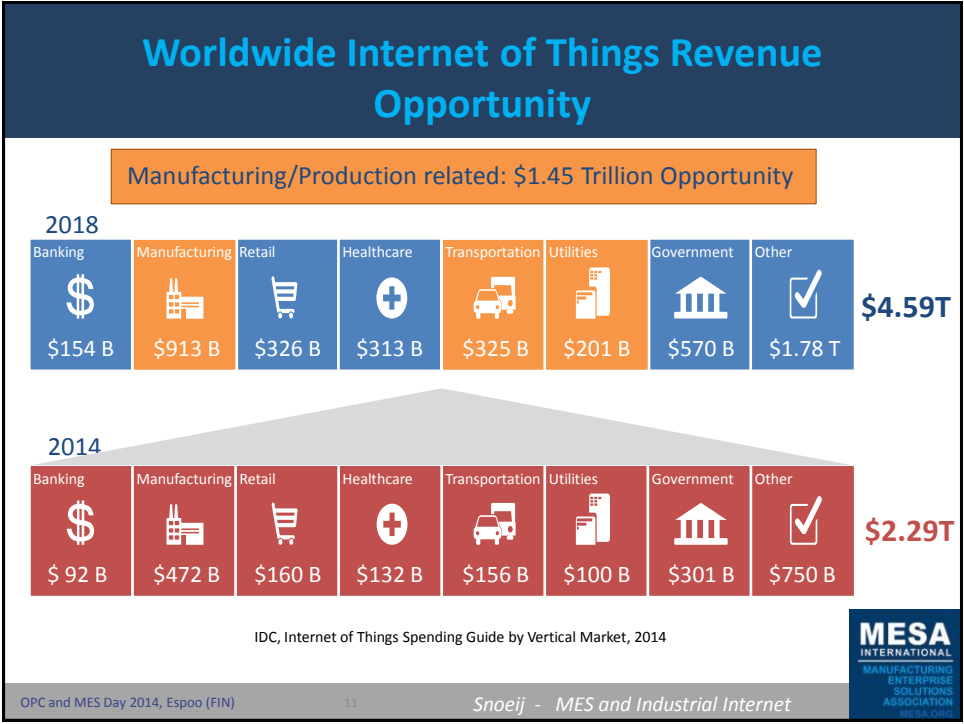 Worldwide Internet of Things Revenue
Opportunity
Manufacturing/Production related: $1.45 Trillion Opportunity
2018
Banking
$154 B
Manufacturing
$913 B
Retail
$326 B
Healthcare
$313 B
Transportation
$325 B
Utilities
$201 B
Government
$570 B
Other
$1.78 T
$4.59T
2014
Banking
$ 92 B
Manufacturing
$472 B
Retail
$160 B
Healthcare
$132 B
Transportation
$156 B
Utilities
$100 B
Government
$301 B
Other
$750 B
$2.29T
IDC, Internet of Things Spending Guide by Vertical Market, 2014
MESA
INTERNATIONAL
MANUFACTURING
ENTERPRISE
SOLUTIONS
ASSOCIATION
MESA.ORG
OPC and MES Day 2014, Espoo (FIN)
11
Snoeij - MES and Industrial Internet